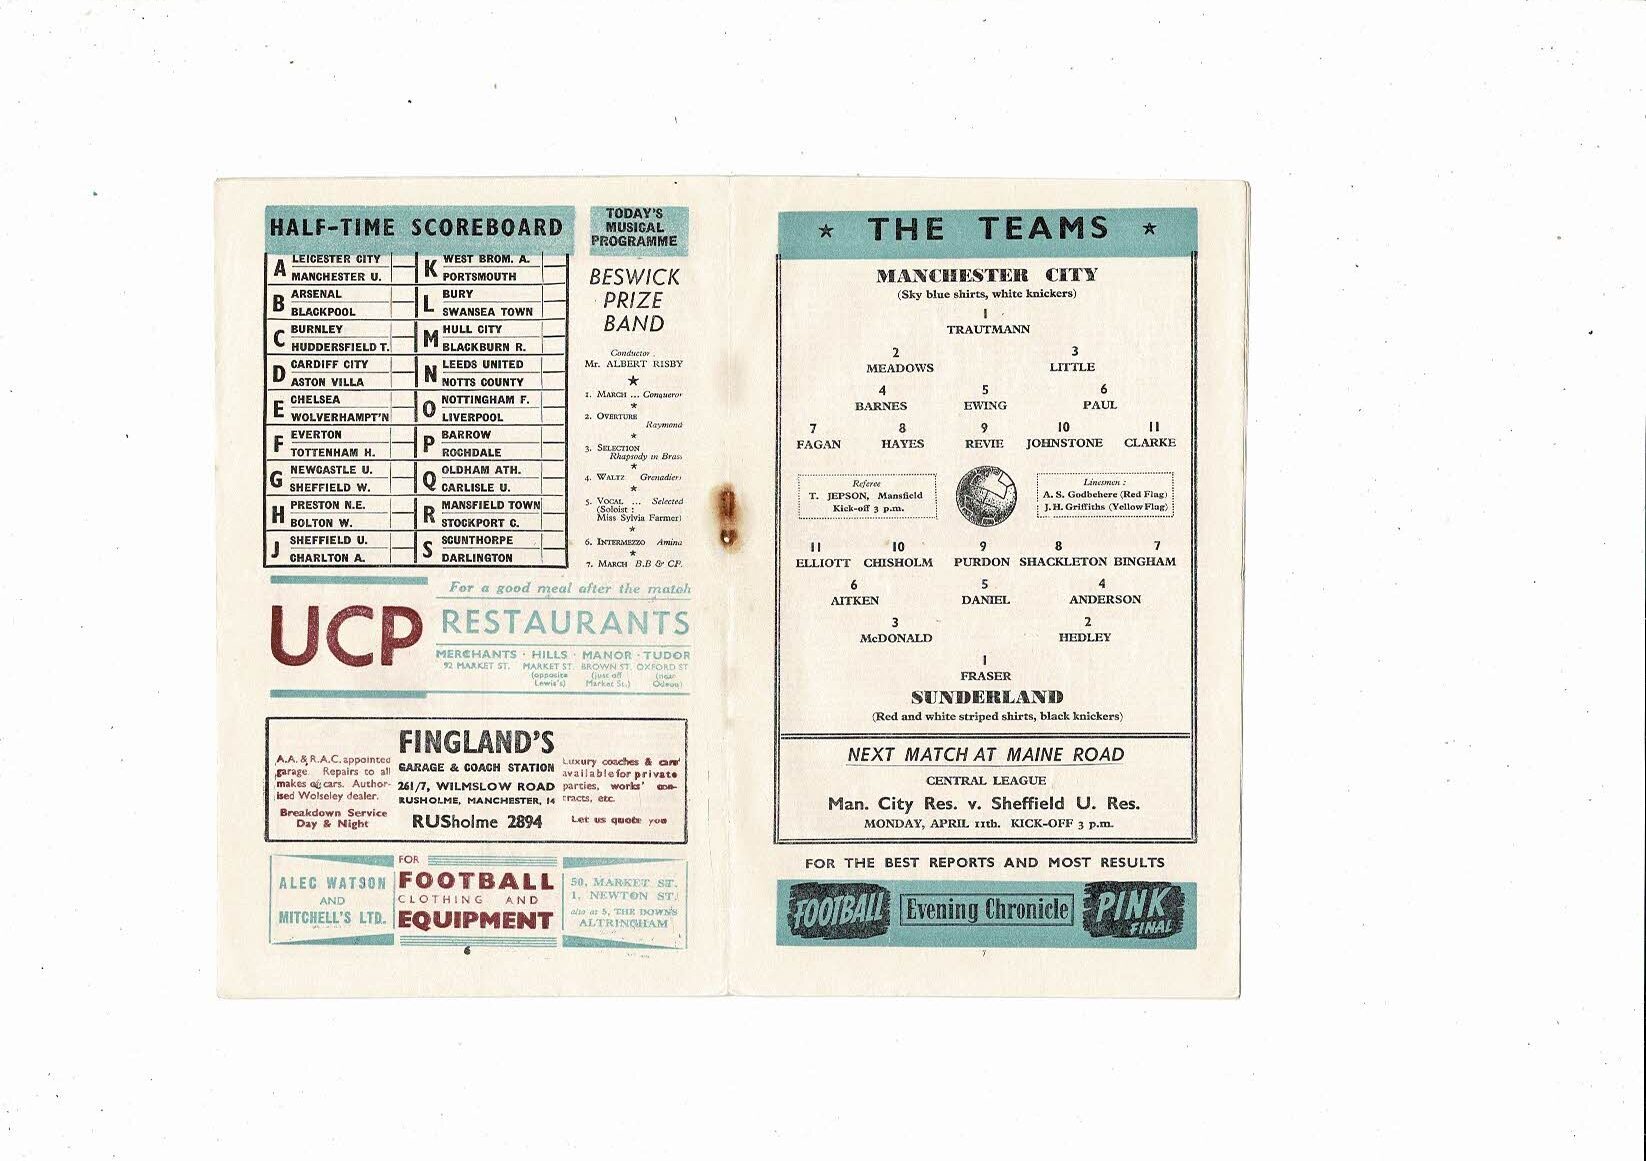 HALF-TIME SCOREBOARD
A LEICESTER CITY
MANCHESTER U.
B ARSENAL
BLACKPOOL
C BURNLEY
HUDDERSFIELD T.
D CARDIFF CITY
ASTON VILLA
E CHELSEA
WOLVERHAMPT'N
F EVERTON
TOTTENHAM H.
G NEWCASTLE U.
SHEFFIELD W.
H PRESTON N.E.
BOLTON W.
J SHEFFIELD U.
CHARLTON A.
K WEST BROM. A.
PORTSMOUTH
L BURY
SWANSEA TOWN
M HULL CITY
BLACKBURN R.
N LEEDS UNITED
NOTTS COUNTY
O NOTTINGHAM F.
LIVERPOOL
P BARROW
ROCHDALE
Q OLDHAM ATH.
CARLISLE U.
R MANSFIELD TOWN
STOCKPORT C.
S SCUNTHORPE
DARLINGTON
TODAY'S
MUSICAL
PROGRAMME
BESWICK
PRIZE
BAND
Conductor :
Mr. ALBERT RISBY
1. MARCH ... Conqueror
2. OVERTURE
Raymond
3. SELECTION
Rhapsody in Brass
4. WALTZ Grenadiers
5. VOCAL ... Selected
(Soloist :
Miss Sylvia Farmer)
6. INTERMEZZO Amina
7. MARCH B.B & CF.
For a good meal after the match
UCP RESTAURANTS
MERCHANTS · HILLS · MANOR · TUDOR
92 MARKET ST. MARKET ST. BROWN ST. OXFORD ST
(opposite (just off (near
Lewis's) Market St.) Odeon)
FINGLAND'S
GARAGE & COACH STATION
261/7, WILMSLOW ROAD
RUSHOLME, MANCHESTER, 14
RUSholme 2894
A.A. & R.A.C. appointed
garage. Repairs to all
makes of cars. Author-
ised Wolseley dealer.
Breakdown Service
Day & Night
Luxury coaches & cars
available for private
parties, works' con-
tracts, etc.
Let us quote you
ALEC WATSON
AND
MITCHELL'S LTD.
FOR
FOOTBALL
CLOTHING AND
EQUIPMENT
50, MARKET ST.
1, NEWTON ST.
also at 5, THE DOWNS
ALTRINCHAM
6
★ THE TEAMS ★
MANCHESTER CITY
(Sky blue shirts, white knickers)
1
TRAUTMANN
2 3
MEADOWS LITTLE
4 5 6
BARNES EWING PAUL
7 8 9 10 11
FAGAN HAYES REVIE JOHNSTONE CLARKE
Referee
T. JEPSON, Mansfield
Kick-off 3 p.m.
Linesmen :
A. S. Godbehere (Red Flag)
J. H. Griffiths (Yellow Flag)
11 10 9 8 7
ELLIOTT CHISHOLM PURDON SHACKLETON BINGHAM
6 5 4
AITKEN DANIEL ANDERSON
3 2
McDONALD HEDLEY
1
FRASER
SUNDERLAND
(Red and white striped shirts, black knickers)
NEXT MATCH AT MAINE ROAD
CENTRAL LEAGUE
Man. City Res. v. Sheffield U. Res.
MONDAY, APRIL 11th. KICK-OFF 3 p.m.
FOR THE BEST REPORTS AND MOST RESULTS
FOOTBALL Evening Chronicle PINK
FINAL
7